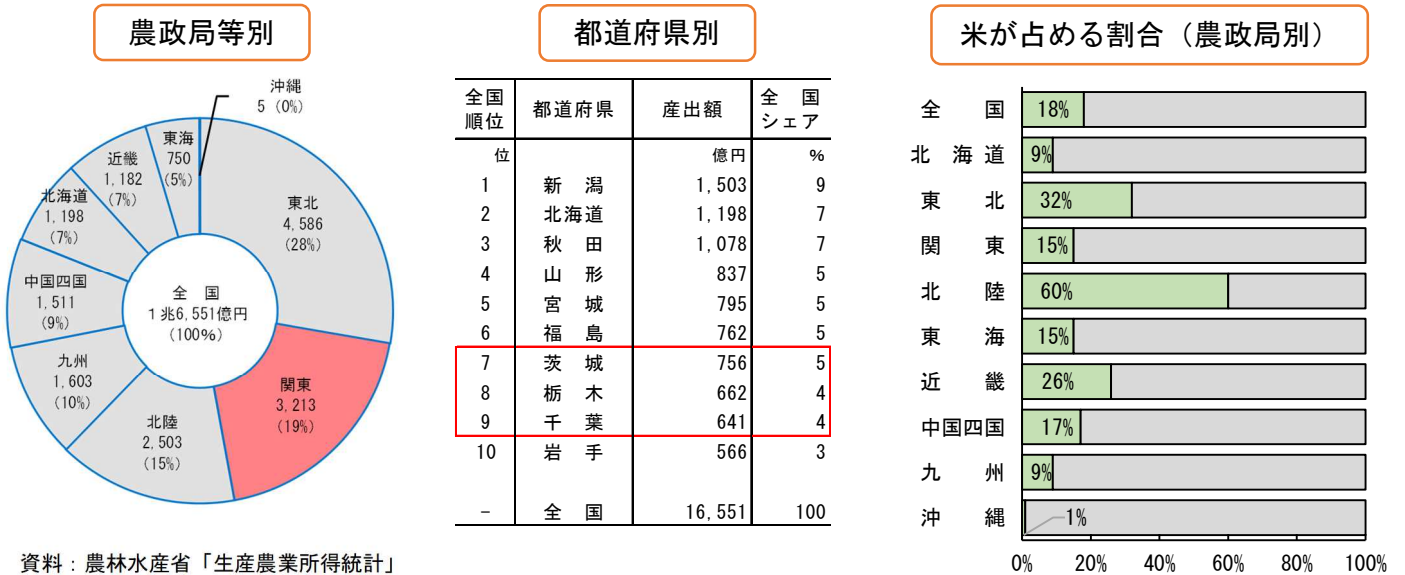 農政局等別
沖縄
5 (0%)
東海
750
(5%)
近畿
1,182
(7%)
北海道
1,198
(7%)
東北
4,586
(28%)
中国四国
1,511
(9%)
全 国
1兆6,551億円
(100%)
九州
1,603
(10%)
関東
3,213
(19%)
北陸
2,503
(15%)
資料：農林水産省「生産農業所得統計」
都道府県別
全国順位 都道府県 産出額 全国シェア
位 億円 %
1 新潟 1,503 9
2 北海道 1,198 7
3 秋田 1,078 7
4 山形 837 5
5 宮城 795 5
6 福島 762 5
7 茨城 756 5
8 栃木 662 4
9 千葉 641 4
10 岩手 566 3
- 全国 16,551 100
米が占める割合（農政局別）
全国 18%
北海道 9%
東北 32%
関東 15%
北陸 60%
東海 15%
近畿 26%
中国四国 17%
九州 9%
沖縄 1%
0% 20% 40% 60% 80% 100%